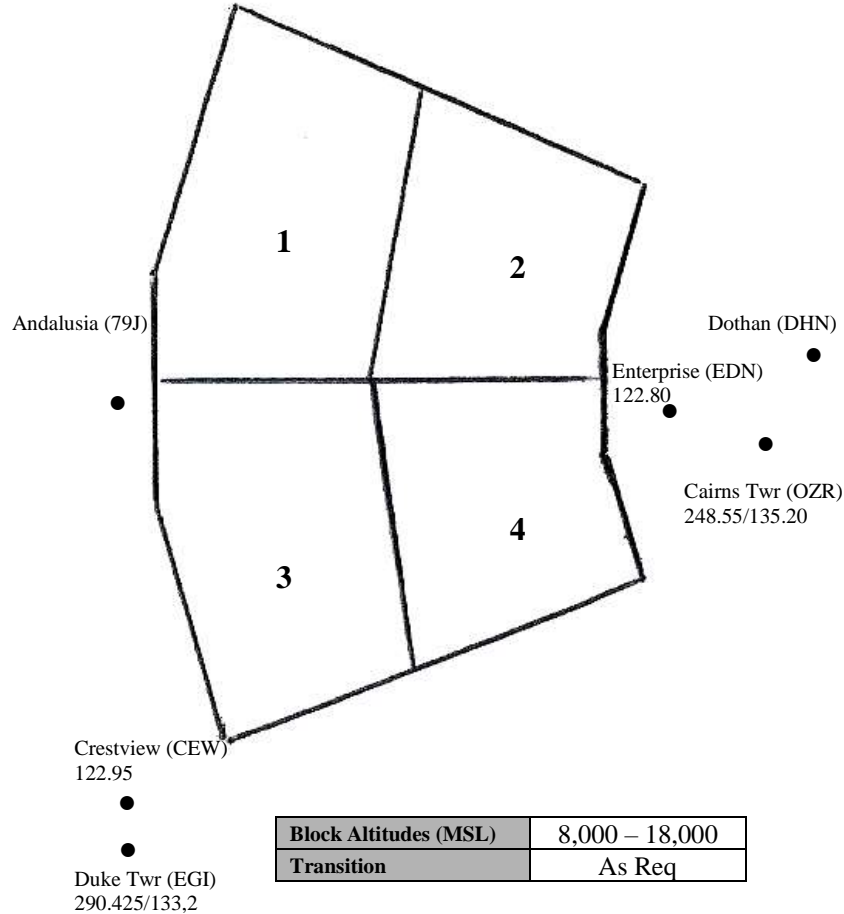 1
2
Andalusia (79J)
Dothan (DHN)
Enterprise (EDN)
122.80
Cairns Twr (OZR)
248.55/135.20
4
3
Crestview (CEW)
122.95
Block Altitudes (MSL) 8,000 – 18,000
Transition As Req
Duke Twr (EGI)
290.425/133,2